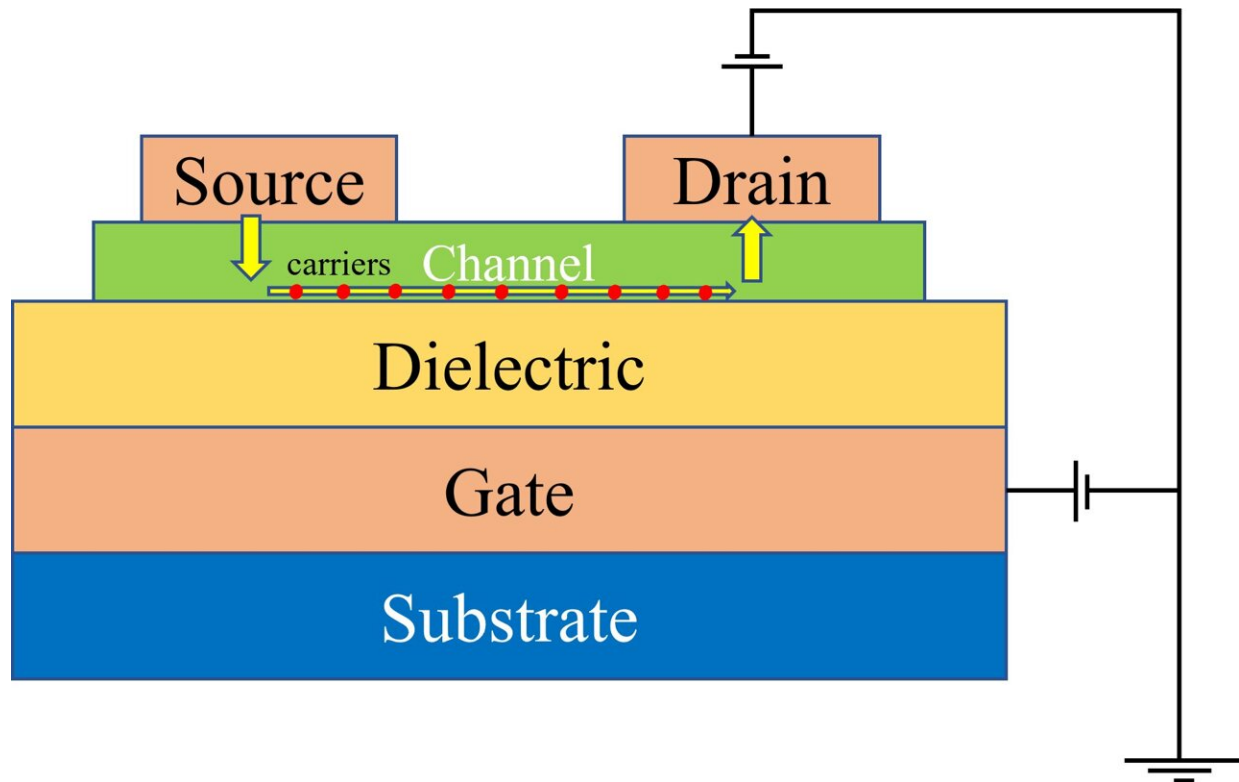 Source
Drain
carriers
Channel
Dielectric
Gate
Substrate